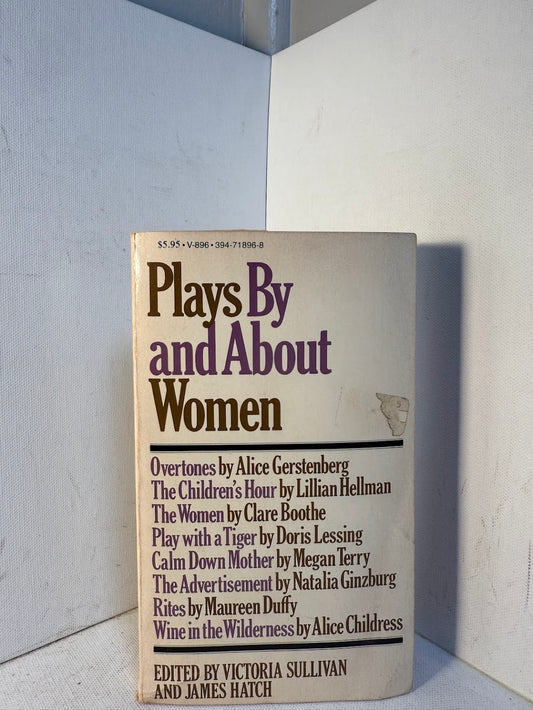 $5.95 • V-896 • 394-71896-8
Plays By
and About
Women
Overtones by Alice Gerstenberg
The Children's Hour by Lillian Hellman
The Women by Clare Boothe
Play with a Tiger by Doris Lessing
Calm Down Mother by Megan Terry
The Advertisement by Natalia Ginzburg
Rites by Maureen Duffy
Wine in the Wilderness by Alice Childress
EDITED BY VICTORIA SULLIVAN
AND JAMES HATCH